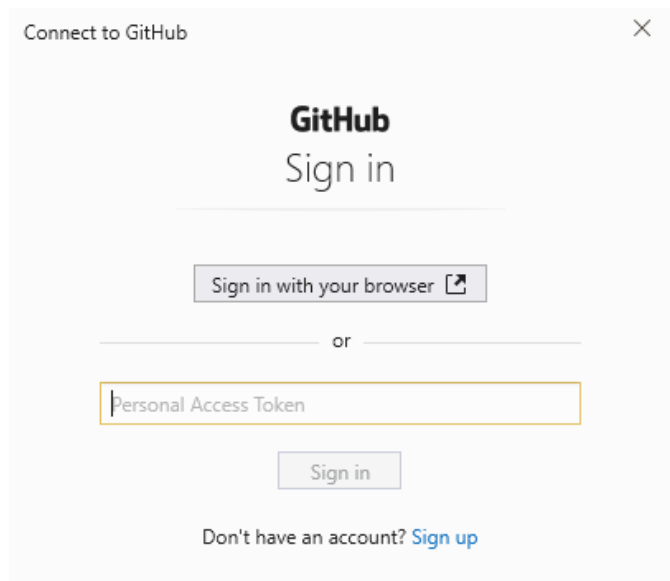 Connect to GitHub
GitHub
Sign in
Sign in with your browser
or
Personal Access Token
Sign in
Don't have an account? Sign up